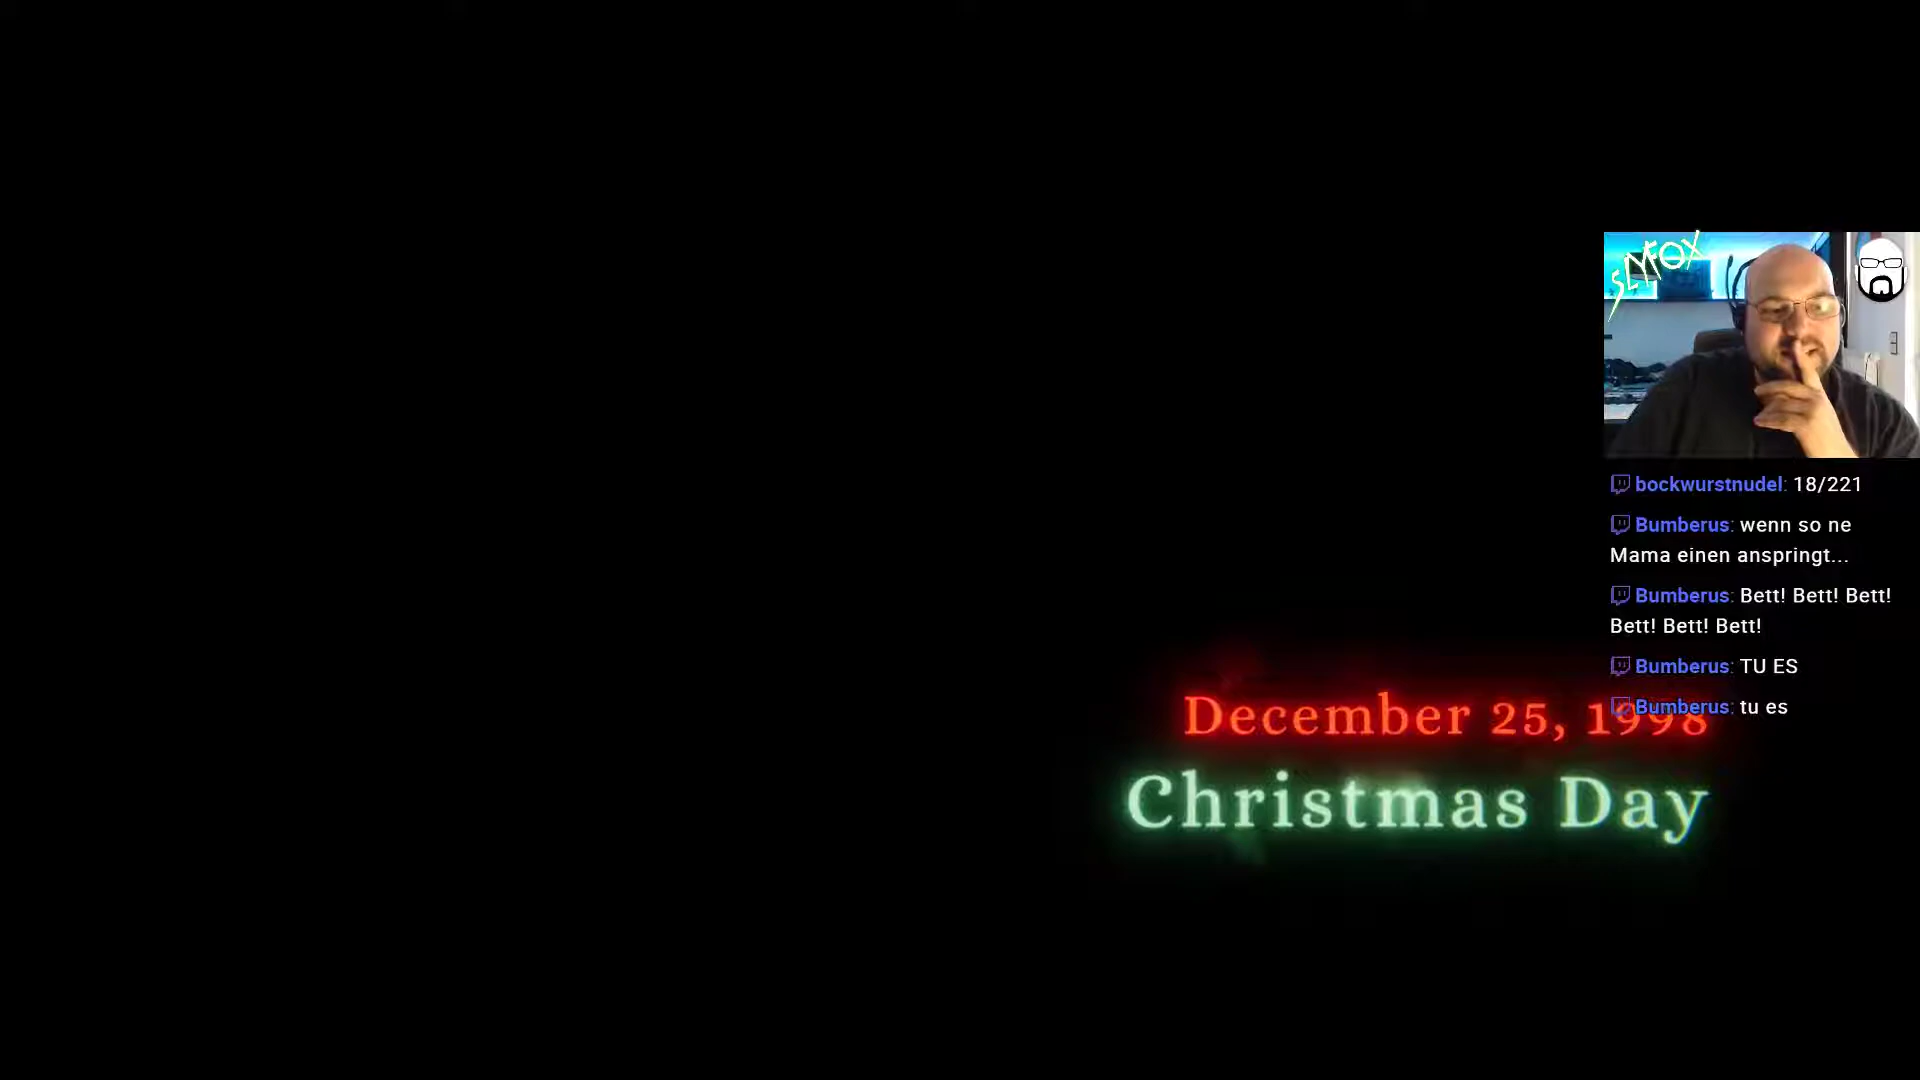 SLYFOX
bockwurstnudel: 18/221
Bumberus: wenn so ne
Mama einen anspringt...
Bumberus: Bett! Bett! Bett!
Bett! Bett! Bett!
Bumberus: TU ES
Bumberus: tu es
December 25, 1998
Christmas Day